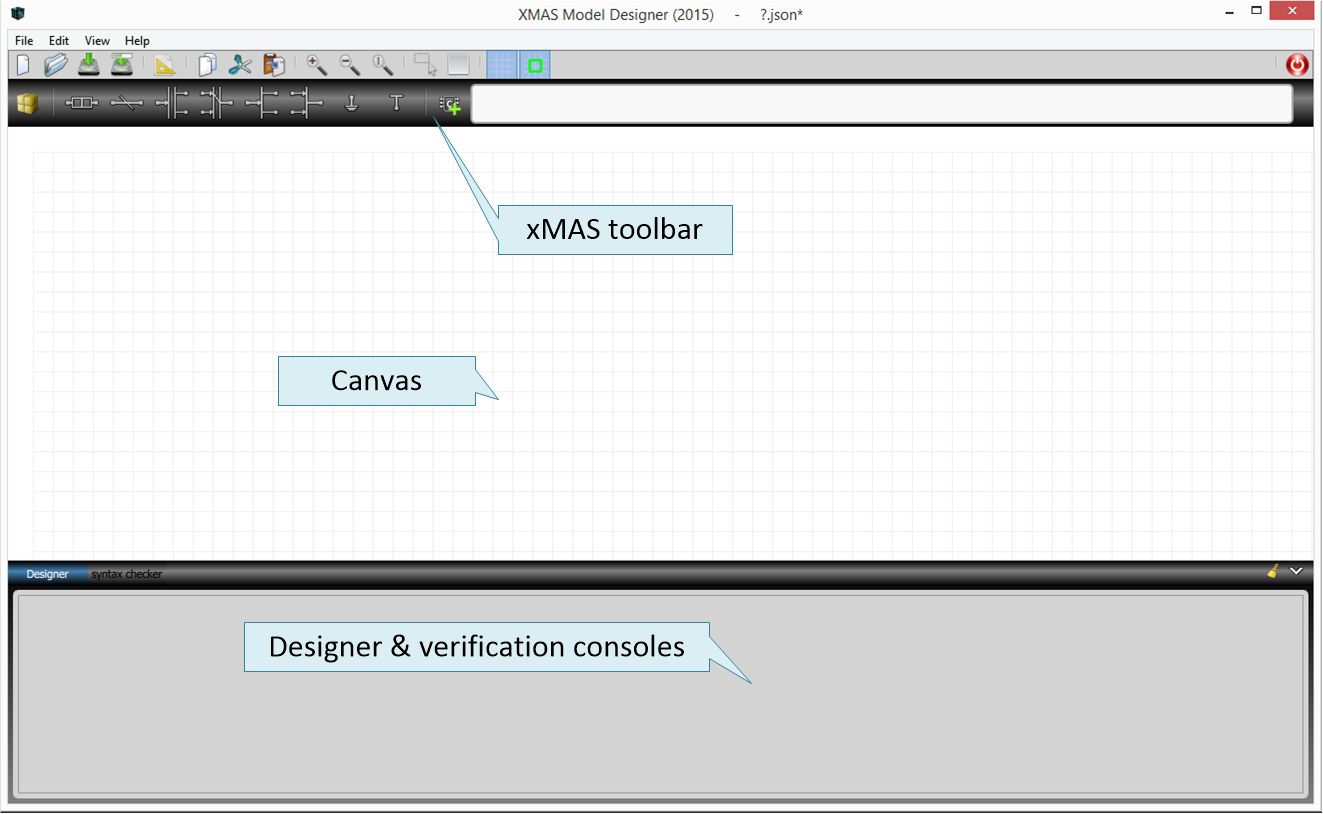 XMAS Model Designer (2015) - ?.json*
File Edit View Help
xMAS toolbar
Canvas
Designer syntax checker
Designer & verification consoles